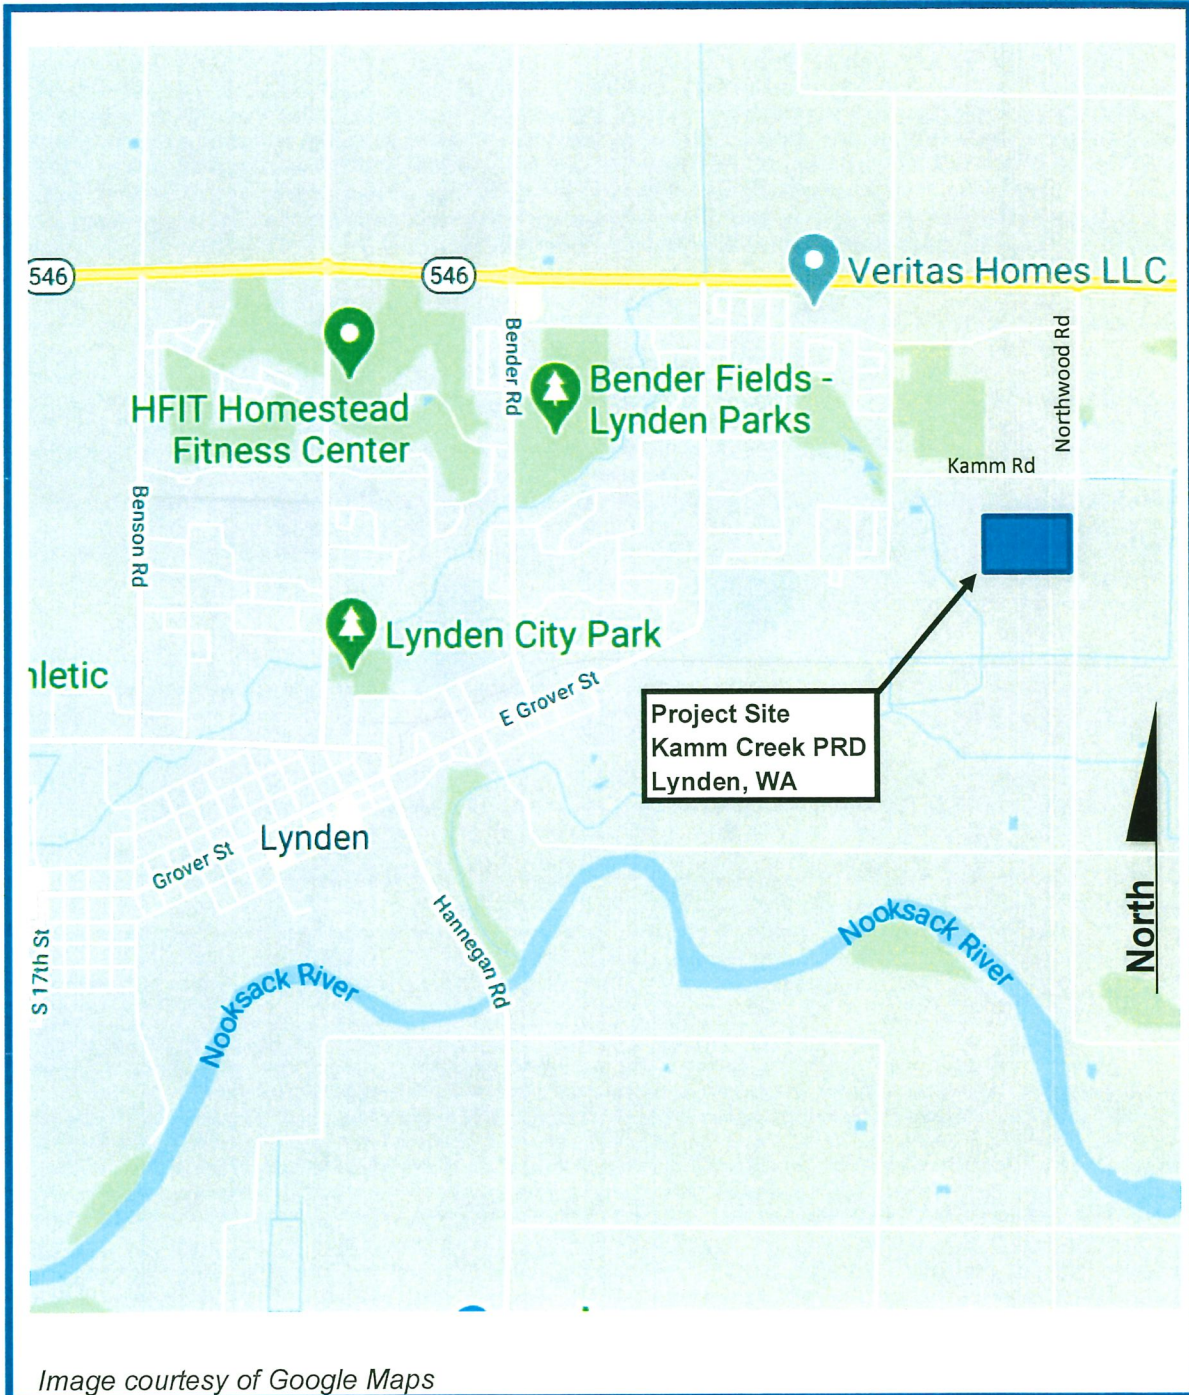 546
546
Veritas Homes LLC
Bender Rd
Northwood Rd
HFIT Homestead
Fitness Center
Bender Fields -
Lynden Parks
Kamm Rd
Benson Rd
Lynden City Park
hletic
E Grover St
Project Site
Kamm Creek PRD
Lynden, WA
Lynden
Grover St
Hannegan Rd
S 17th St
Nooksack River
Nooksack River
North
Image courtesy of Google Maps